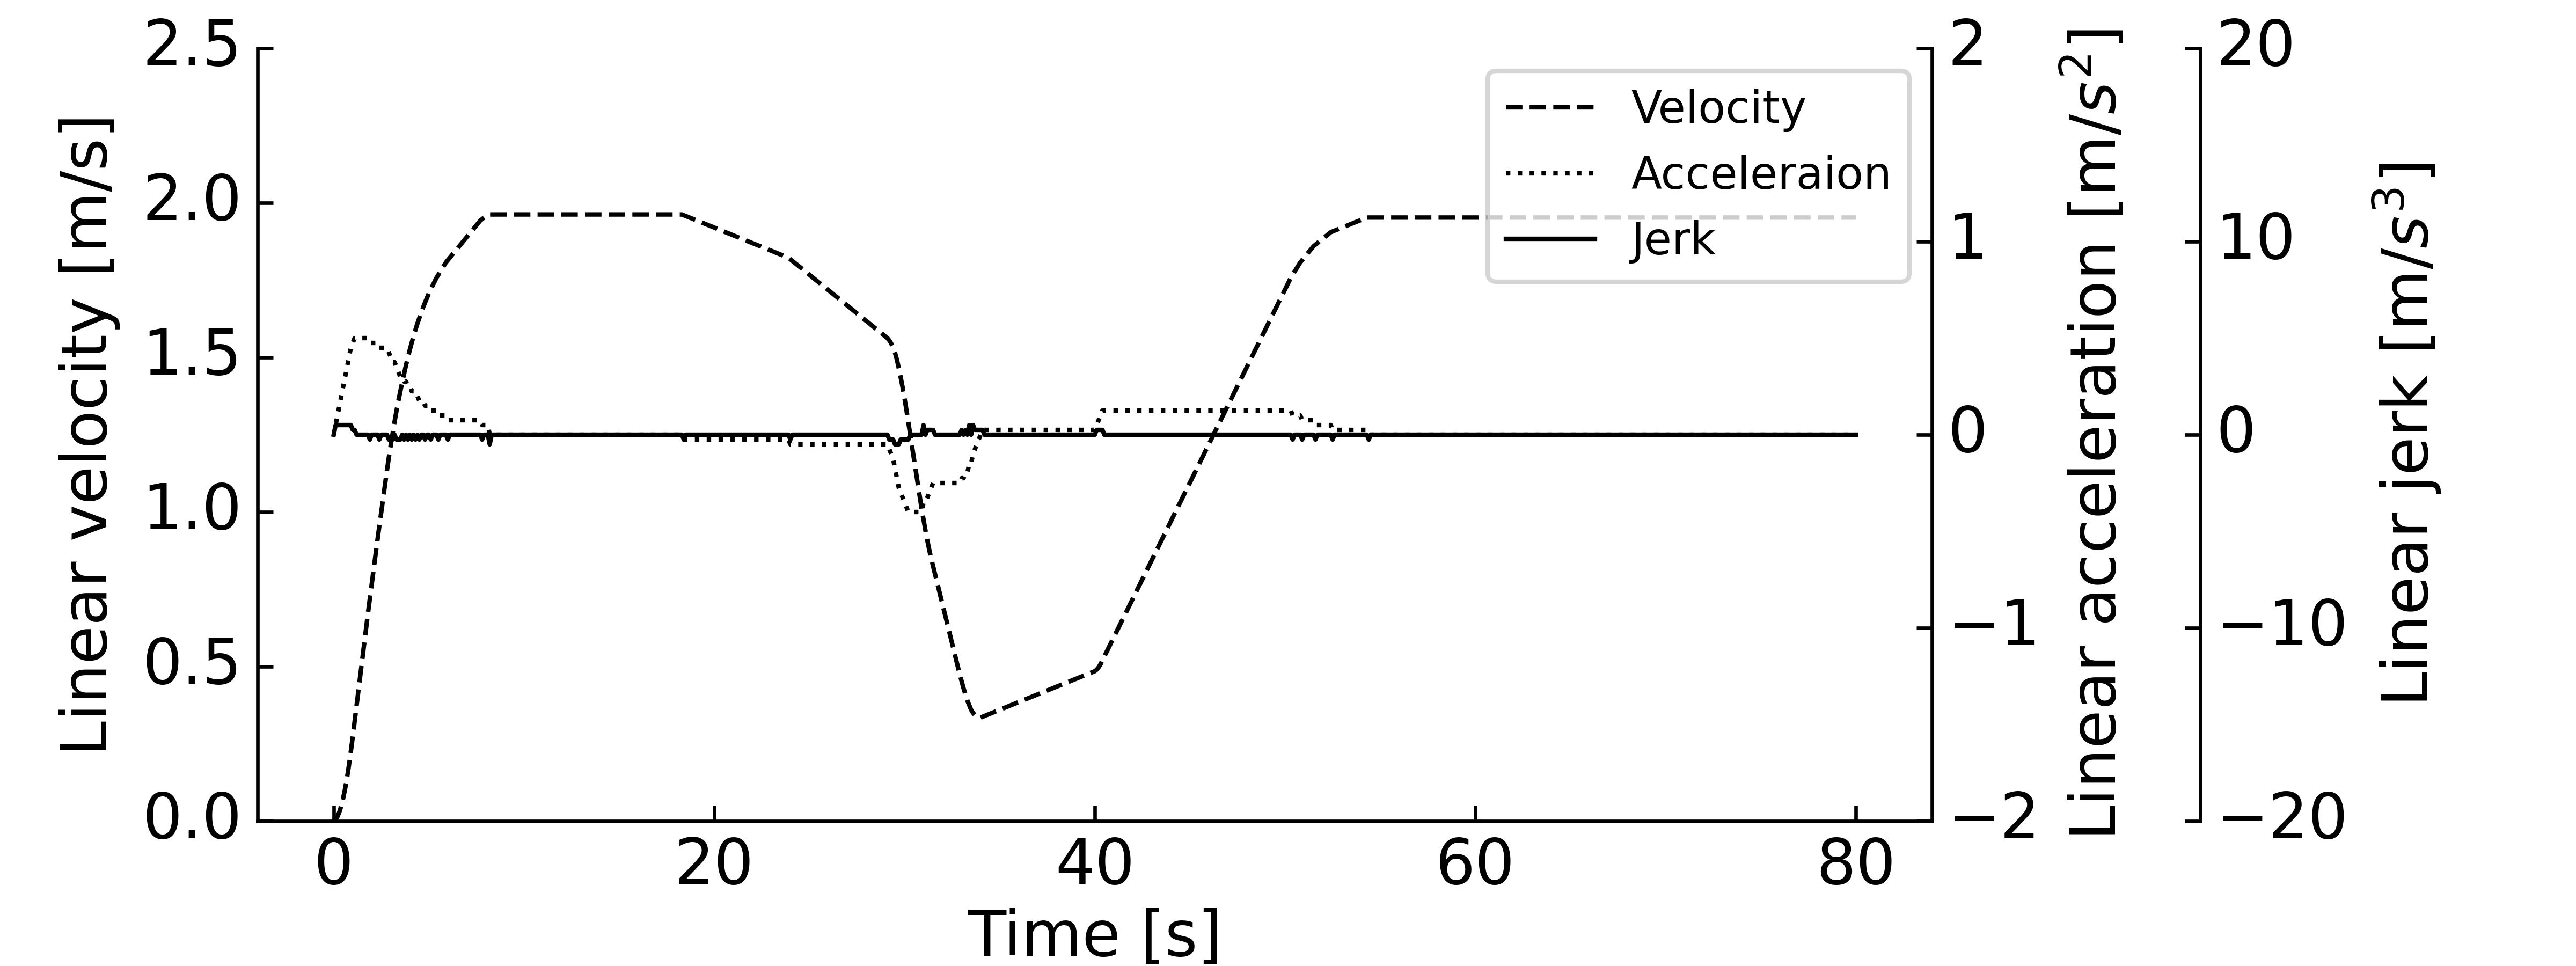 Linear velocity [m/s]
2.5
2.0
1.5
1.0
0.5
0.0
0 20 40 60 80
Time [s]
Velocity
Acceleraion
Jerk
2
1
0
−1
−2
Linear acceleration [m/s²]
20
10
0
−10
−20
Linear jerk [m/s³]